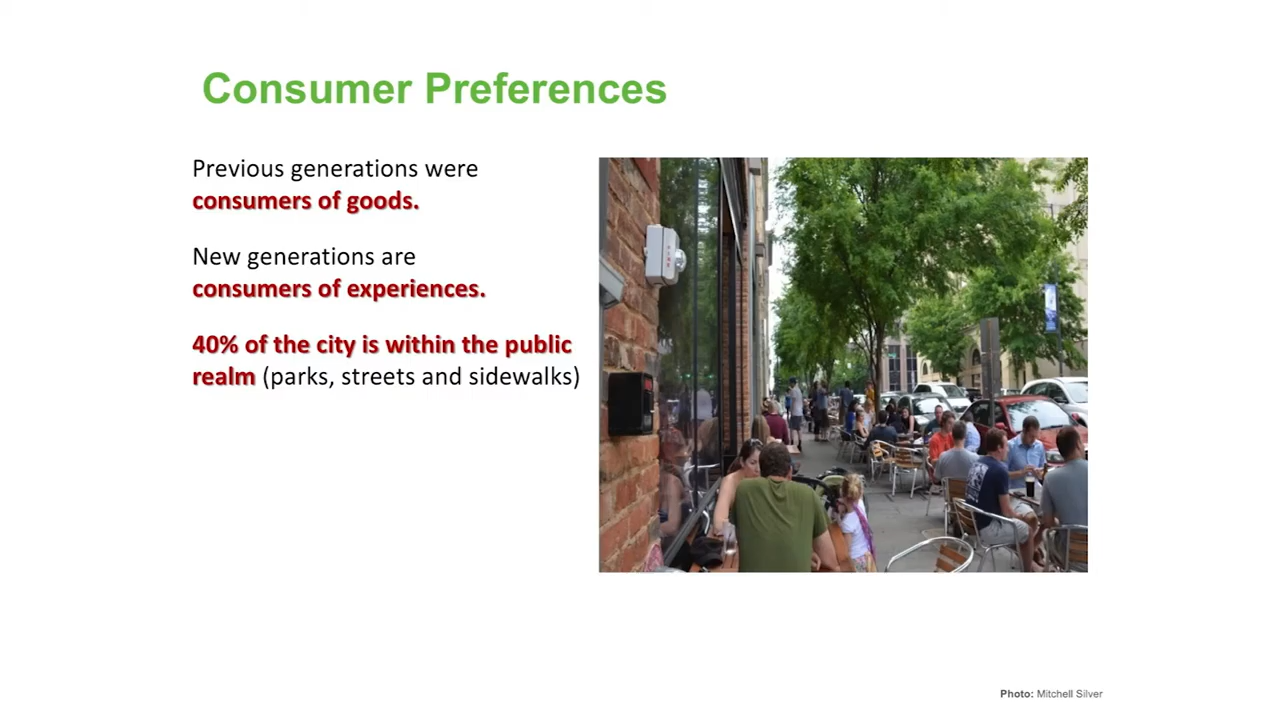 Consumer Preferences
Previous generations were
consumers of goods.
New generations are
consumers of experiences.
40% of the city is within the public
realm (parks, streets and sidewalks)
Photo: Mitchell Silver